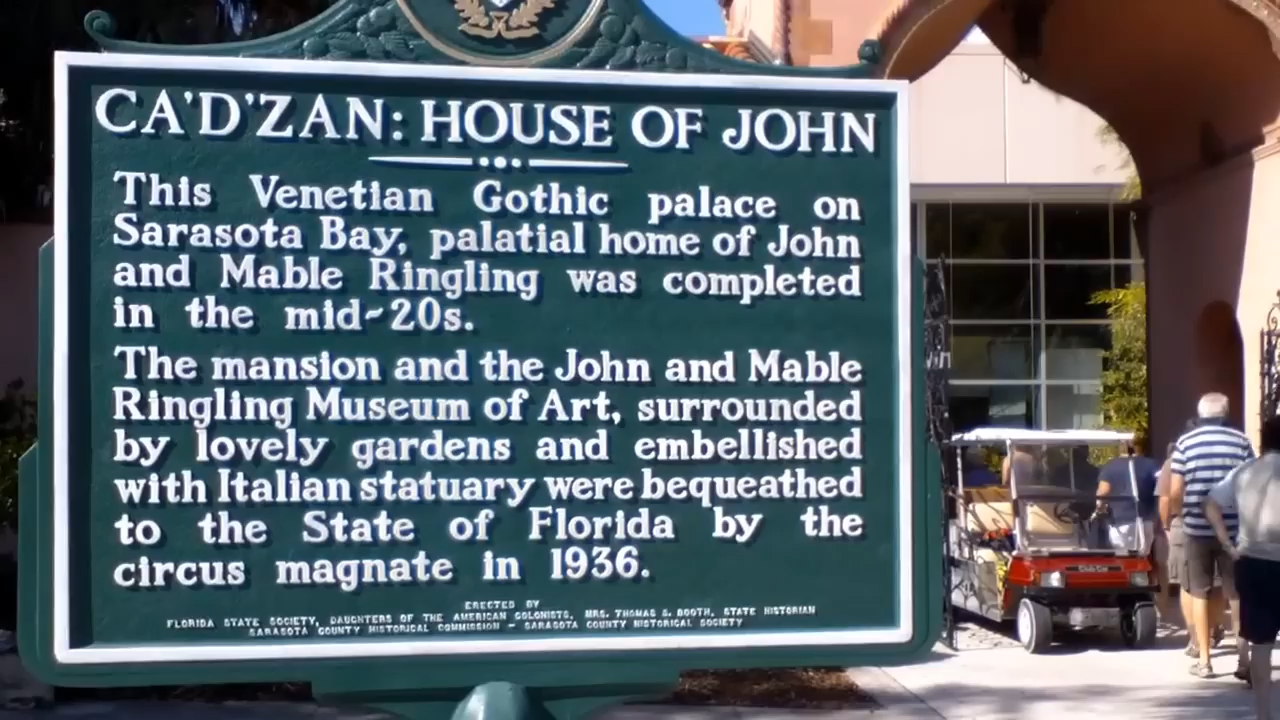 CA'D'ZAN: HOUSE OF JOHN
This Venetian Gothic palace on
Sarasota Bay, palatial home of John
and Mable Ringling was completed
in the mid-20s.
The mansion and the John and Mable
Ringling Museum of Art, surrounded
by lovely gardens and embellished
with Italian statuary were bequeathed
to the State of Florida by the
circus magnate in 1936.
ERECTED BY
FLORIDA STATE SOCIETY, DAUGHTERS OF THE AMERICAN COLONISTS, MRS. THOMAS S. BOOTH, STATE HISTORIAN
SARASOTA COUNTY HISTORICAL COMMISSION - SARASOTA COUNTY HISTORICAL SOCIETY
Club Car